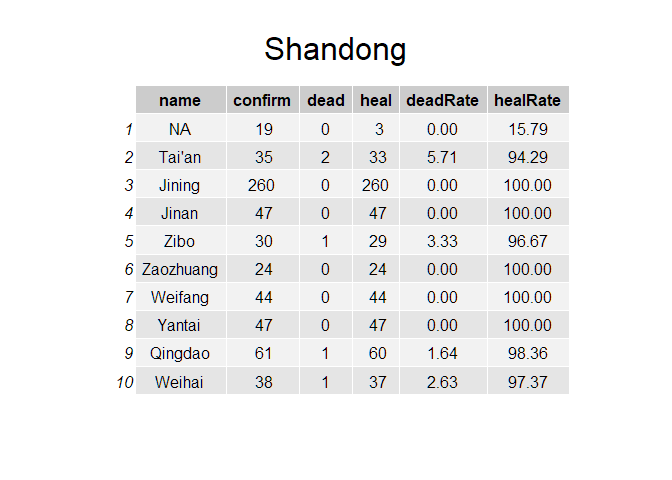 Shandong
name confirm dead heal deadRate healRate
1 NA 19 0 3 0.00 15.79
2 Tai'an 35 2 33 5.71 94.29
3 Jining 260 0 260 0.00 100.00
4 Jinan 47 0 47 0.00 100.00
5 Zibo 30 1 29 3.33 96.67
6 Zaozhuang 24 0 24 0.00 100.00
7 Weifang 44 0 44 0.00 100.00
8 Yantai 47 0 47 0.00 100.00
9 Qingdao 61 1 60 1.64 98.36
10 Weihai 38 1 37 2.63 97.37